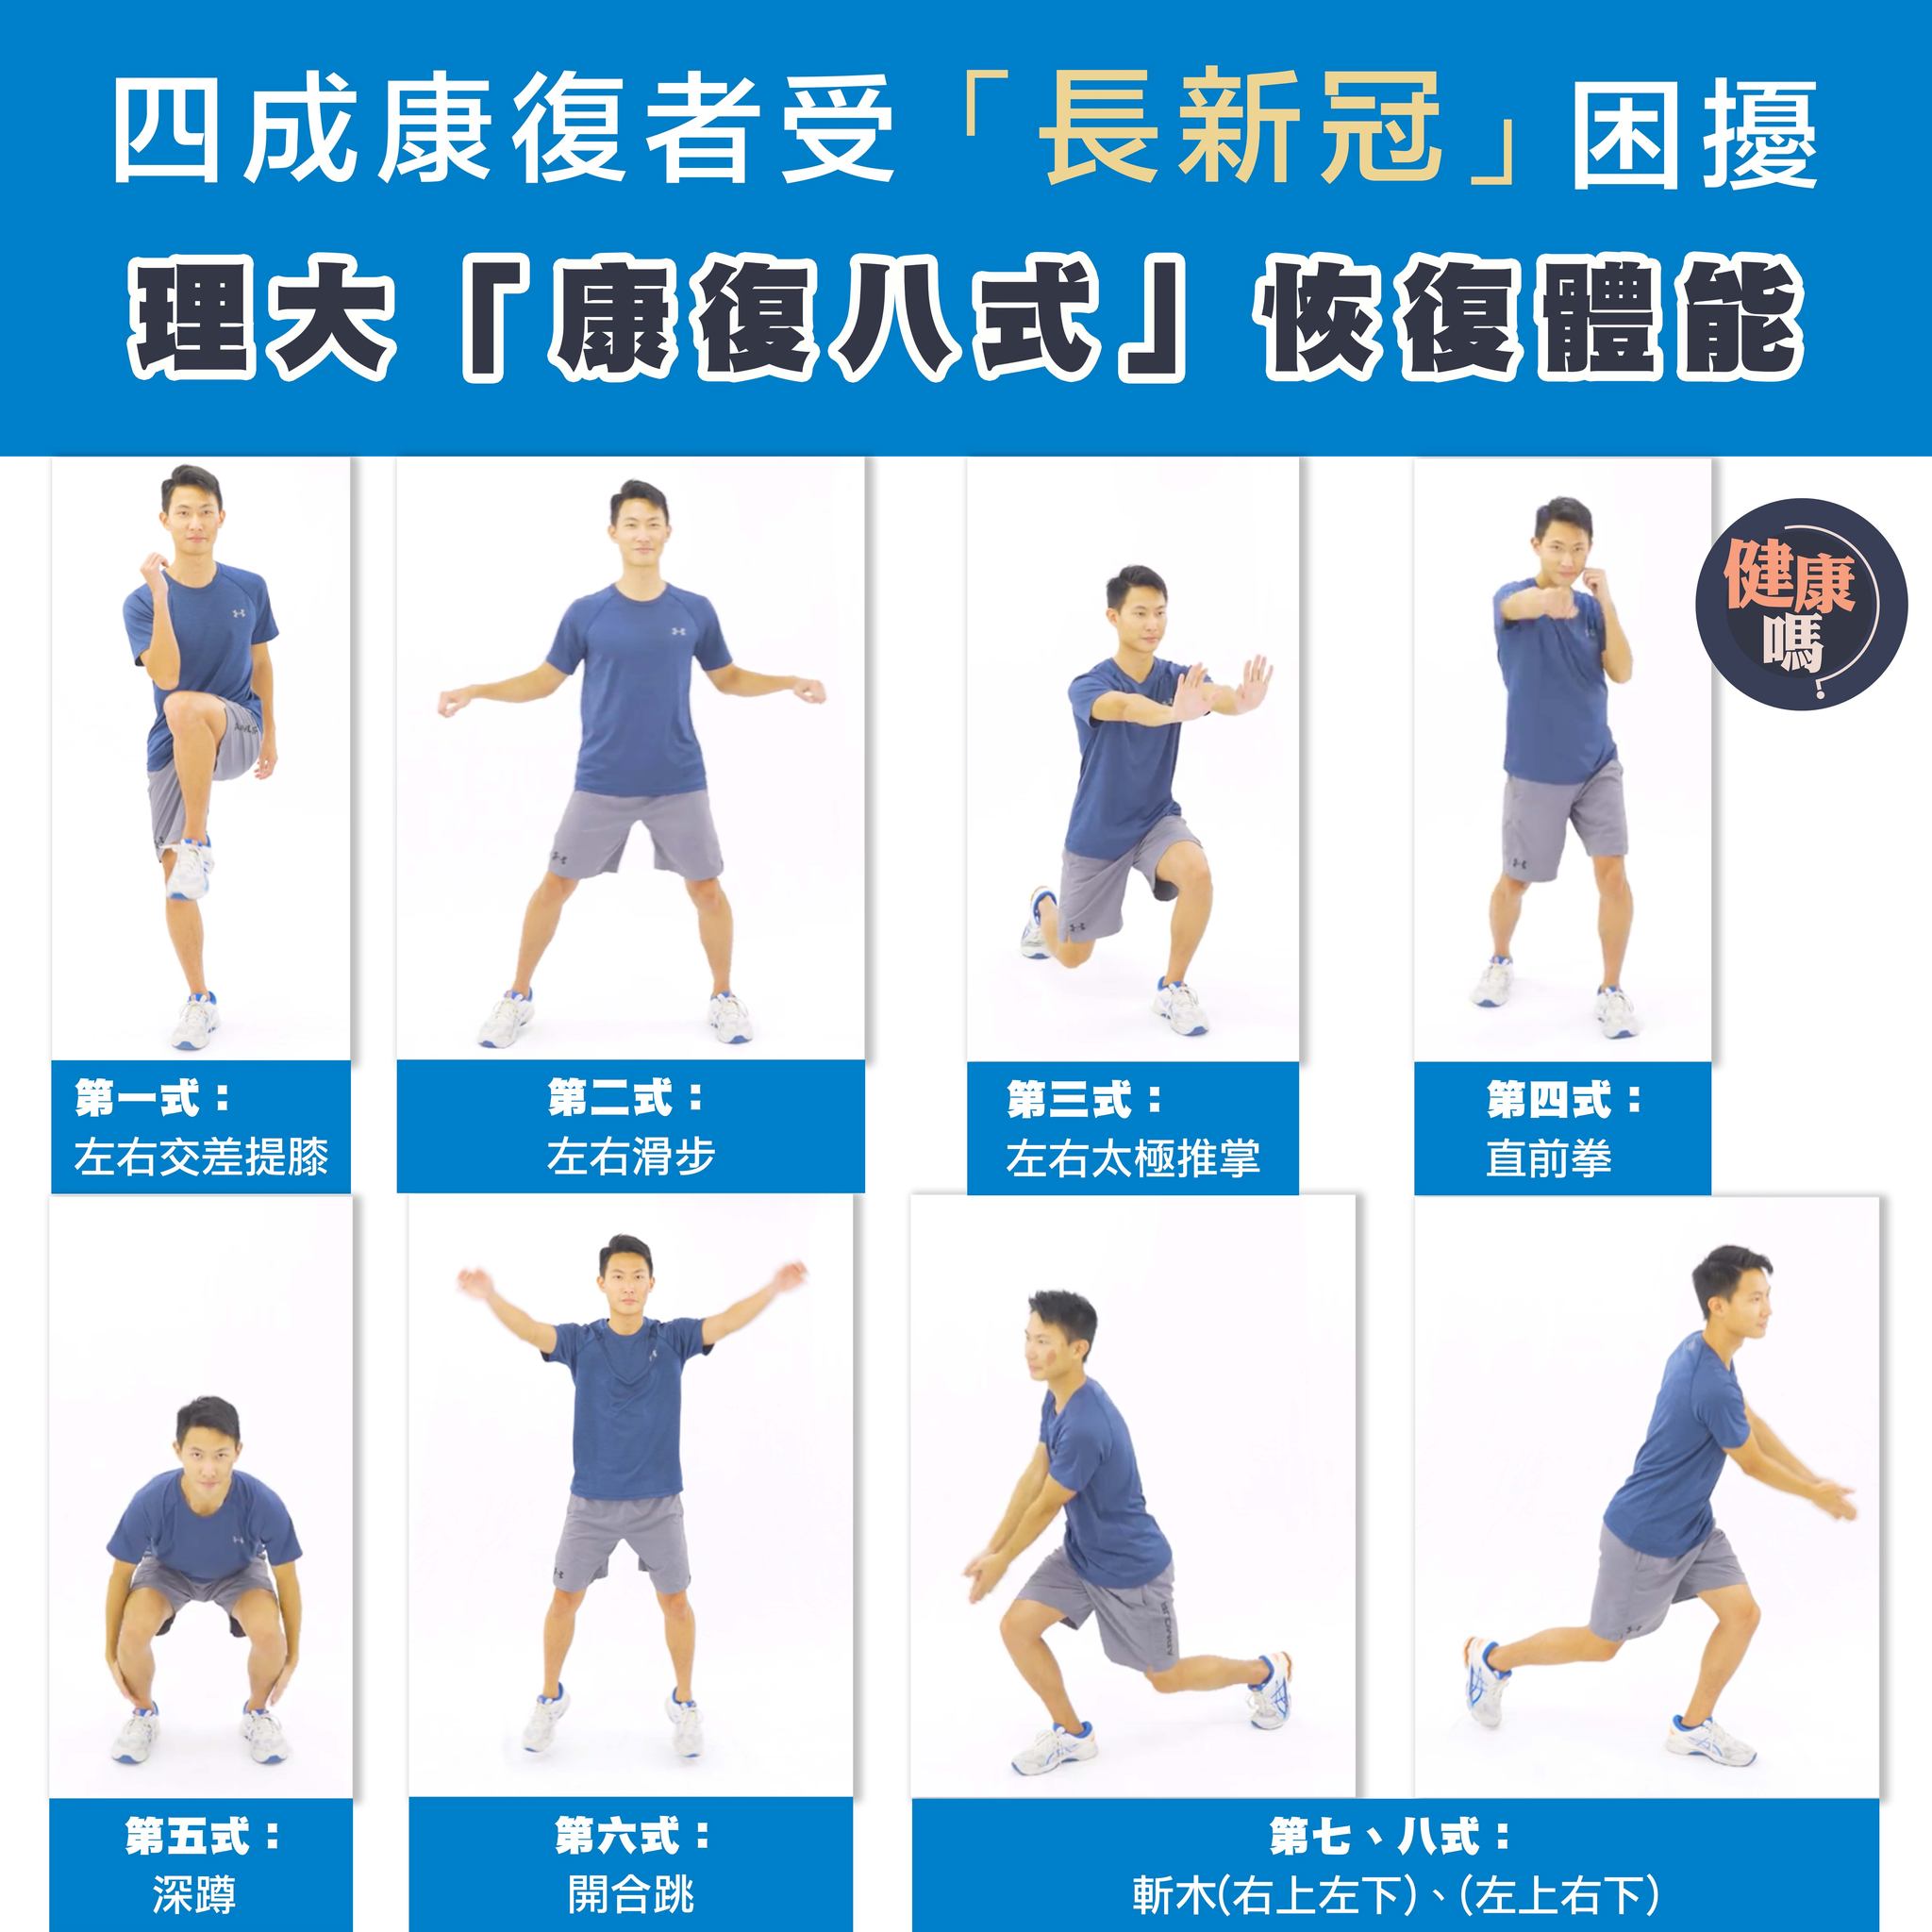 四成康復者受「長新冠」困擾
理大「康復八式」恢復體能
健康
嗎?
第一式：
左右交差提膝
第二式：
左右滑步
第三式：
左右太極推掌
第四式：
直前拳
第五式：
深蹲
第六式：
開合跳
第七、八式：
斬木(右上左下)、(左上右下)